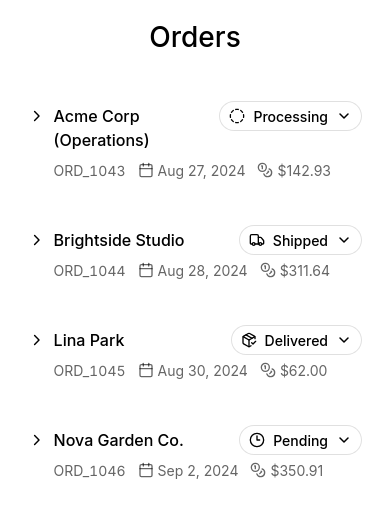 Orders
Acme Corp Processing
(Operations)
ORD_1043 Aug 27, 2024 $142.93
Brightside Studio Shipped
ORD_1044 Aug 28, 2024 $311.64
Lina Park Delivered
ORD_1045 Aug 30, 2024 $62.00
Nova Garden Co. Pending
ORD_1046 Sep 2, 2024 $350.91